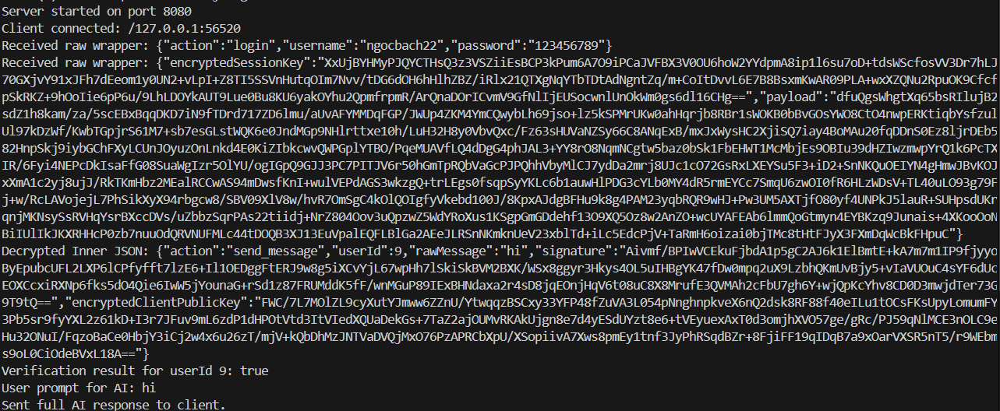 Server started on port 8080
Client connected: /127.0.0.1:56520
Received raw wrapper: {"action":"login","username":"ngocbach22","password":"123456789"}
Received raw wrapper: {"encryptedSessionKey":"XxUjBYHMyPJQYCTHsQ3z3VSZiiEsBCP3kPum6A7O9iPCaJVFBX3V0OU6hoW2YYdpmA8ip1l6su7oD+tdsWScfosVV3Dr7hLJ
70GXjvY91xJFh7dEeom1y0UN2+vLpI+Z8TI5SSVnHutqOIm7Nvv/tDG6dOH6hHlhZBZ/iRlx21QTXgNqYTbTDtAdNgntZq/m+CoItDvvL6E7B8BsxmKwAR09PLA+wxXZQNu2RpuOK9Cfcf
pSkRKZ+9hOoIie6pP6u/9LhLDOYkAUT9Lue0Bu8KU6yakOYhu2QpmfrpmR/ArQnaDOrICvmV9GfNlIjEUSocwnlUnOkWm0gs6dl16CHg==","payload":"dfuQgsWhgtXq65bsRIlujB2
sdZ1h8kam/za/5scEBxBqqDKD7iN9fTDrd717ZD6lmu/aUvAFYMMDqFGP/JWUp4ZKM4YmCQwybLh69jso+lz5kSPMrUKw0ahHqrjb8RBr1sWOKB0bBvGOsYWO8CtO4nwpERKtiqbYsfzul
Ul97kDzWf/KwbTGpjrS61M7+sb7esGLstWQK6e0JndMGp9NHlrttxe10h/LuH32H8y0VbvQxc/Fz63sHUVaNZSy66C8ANqExB/mxJxWysHC2XjiSQ7iay4BoMAu20fqDDnS0Ez8ljrDEb5
82HnpSkj9iybGChFXyLCUnJOyuzOnLnkd4E0KiZIbkcwvQWPGplYTBO/PqeMUAVfLQ4dDgG4phJAL3+YY8rO8NqmNCgtw5baz0bSk1FbEHWT1McMbjEs9OBIu39dHZIwzmwpYrQ1k6PcTX
IR/6Fyi4NEPcDkIsaFfG08SuaWgIzr5OlYU/ogIGpQ9GJJ3PC7PITJV6r50hGmTpRQbVaGcPJPQhhVbyMlCJ7ydDa2mrj8UJc1cO72GsRxLXEYSu5F3+iD2+SnNKQuOEIYN4gHmwJBvKOJ
xXmA1c2yj8ujJ/RkTKmHbz2MEalRCCwAS94mDwsfKnI+wulVEPdAGS3wkzgQ+trLEgs0fsqpSyYKLc6b1auwHlPDG3cYLb0MY4dR5rmEYCc7SmqU6zwOI0fR6HLzWDsV+TL40uLO93g79F
j+w/RcLAVojejL7PhSikXyX94rbgcw8/SBV09XlV8w/hvR7OmSgC4kOlQOIgfyVkebd100J/8KpxAJdgBFHu9k8g4PAM23yqbRQR9wHJ+Pw3UM5AXTjfO80yf4UNPkJ5lauR+SUHpsdUKr
qnjMKNsySsRVHqYsrBXccDVs/uZbbzSqrPAs22tiidj+NrZ804Oov3uQpzwZ5WdYRoXus1KSgpGmGDdehf13O9XQ5Oz8w2AnZO+wcUYAFEAb6lmmQoGtmyn4EYBKzq9Junais+4XKooOoN
BiIUlIkJKXRHHcP0zb7nuuOdQRVNUFMLc44tDOQB3XJ13EuVpalEQFLBlGa2AEeJLRSnNKmknUeV23xblTd+iLc5EdcPjV+TaRmH6oizai0bjTMc8tHtFJyX3FXmDqWcBkFHpuC"}
Decrypted Inner JSON: {"action":"send_message","userId":9,"rawMessage":"hi","signature":"Aivmf/BPIwVCEkuFjbdA1p5gC2AJ6k1ElBmtE+kA7m7m1IP9fjyyo
ByEpubcUFL2LXP6lCPfyfft7lzE6+Il1OEDggFtERJ9w8g5iXCvYjL67wpHh7lSkiSkBVM2BXK/WSx8ggyr3Hkys4OL5uIHBgYK47fDw0mpq2uX9LzbhQKmUvBjy5+vIaVUOuC4sYF6dUc
EOXCcxiRXNp6fks5dO4Qie6IwW5jYounaG+rSd1z87FRUMddK5fF/wnMGuP89IExBHNdaxa2r4sD8jqEOnjHqV6t08uC8X8MrufE3QVMAh2cFbU7gh6Y+wjQpKcYhv8CD0D3mwjdTer73G
9T9tQ==","encryptedClientPublicKey":"FWC/7L7MOlZL9cyXutYJmww6ZZnU/YtwqqzBSCxy33YFP48fZuVA3L054pNnghnpkveX6nQ2dsk8RF88f40eILu1tOCsFKsUpyLomumFY
3Pb5sr9fyYXL2z61kD+I3r7JFuv9mL6zdP1dHPOtVtd3ItVIedXQUaDekGs+7TaZ2ajOUMvRKAkUjgn8e7d4yESdUYzt8e6+tVEyuexAxT0d3omjhXVO57ge/gRc/PJ59qNlMCE3nOLC9e
Hu32ONuI/FqzoBaCe0HbjY3iCj2w4x6u26zT/mjV+kQbDhMzJNTVaDVQjMxO76PzAPRCbXpU/XSopiivA7Xws8pmEy1tnf3JyPhRSqdBZr+8FjiFF19qIDqB7a9xOarVXSR5nT5/r9WEbm
s9oL0CiOdeBVxL18A=="}
Verification result for userId 9: true
User prompt for AI: hi
Sent full AI response to client.